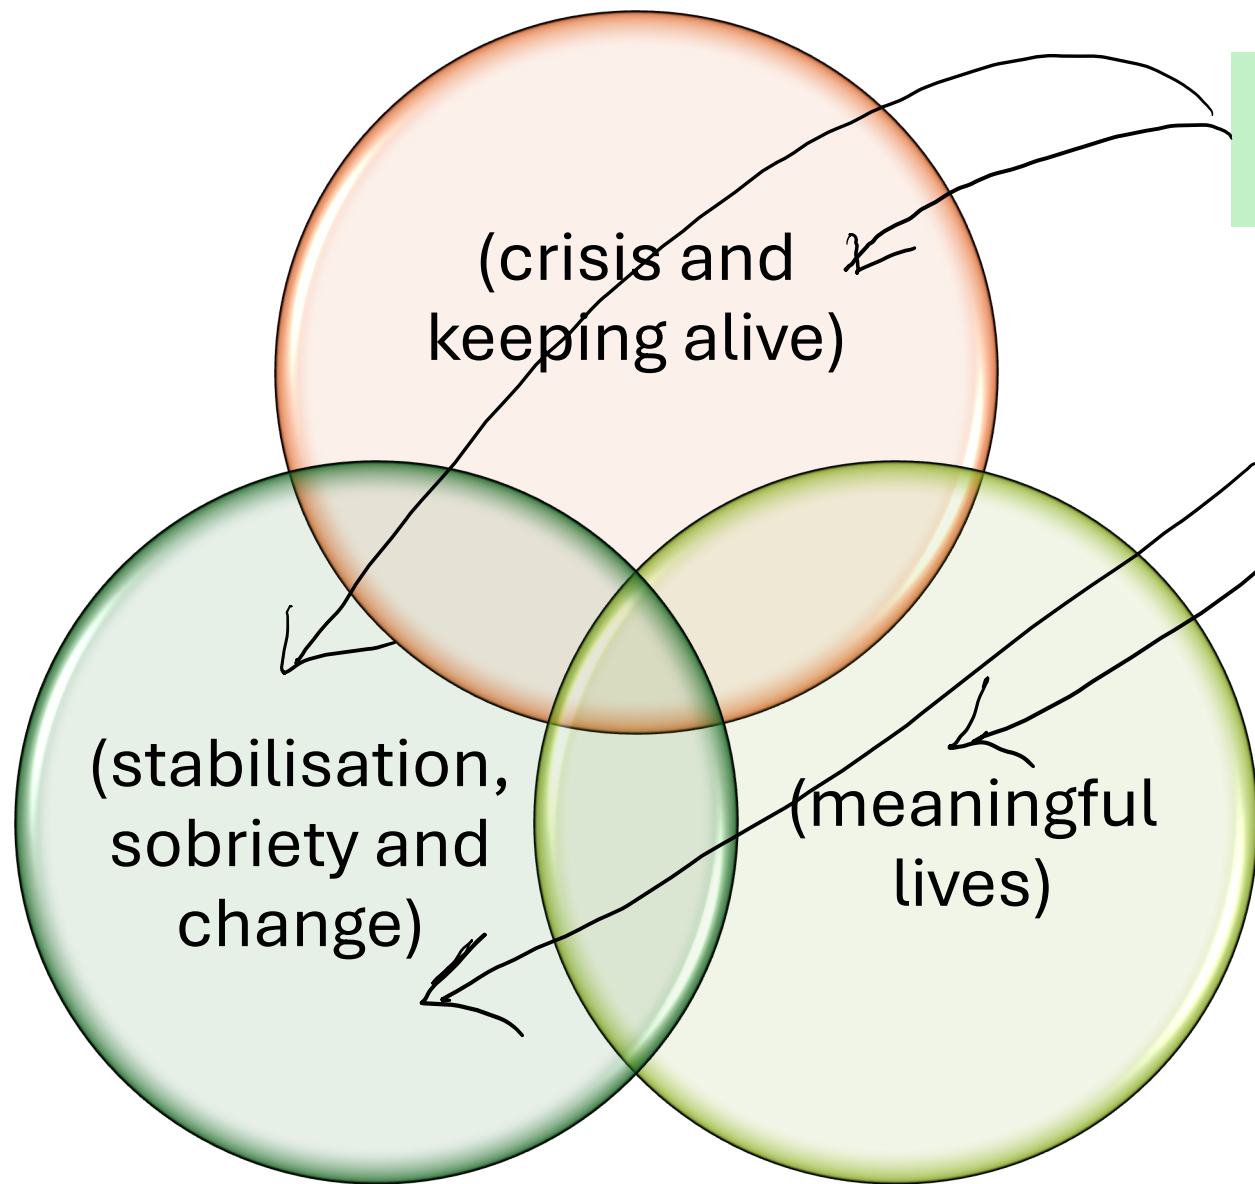 (crisis and
keeping alive)
(stabilisation,
sobriety and
change)
(meaningful
lives)